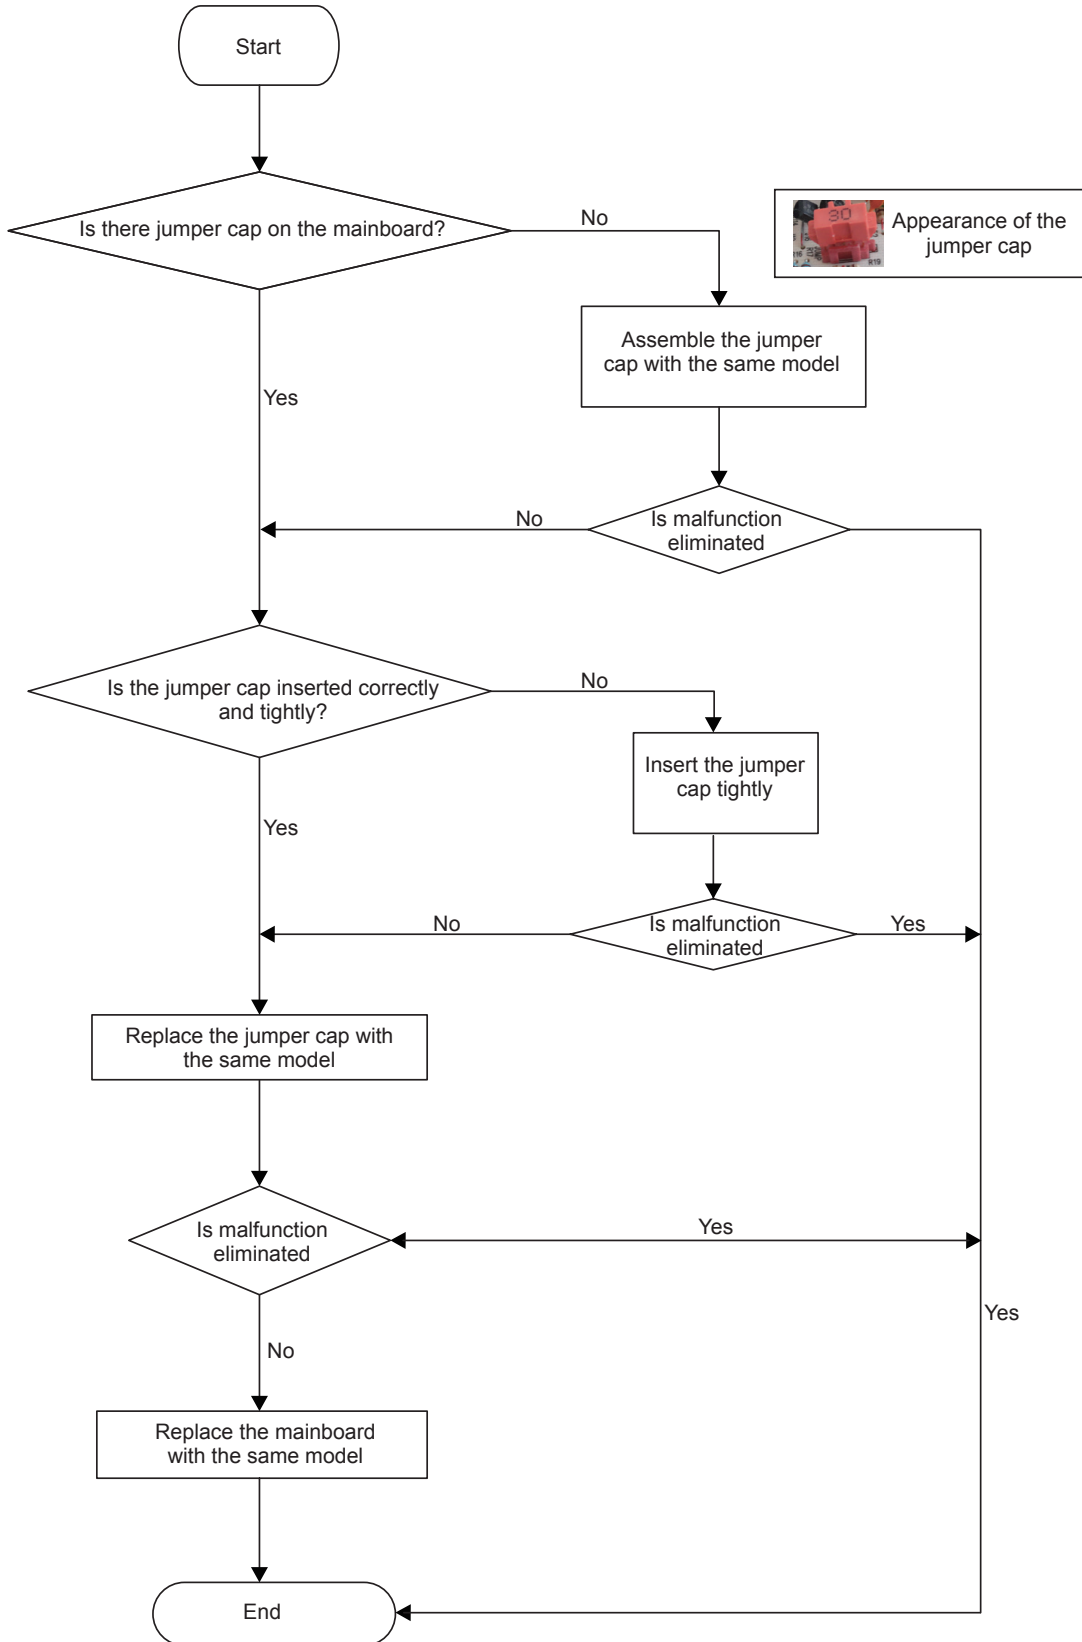 Start
Is there jumper cap on the mainboard?
No
30
R19
Appearance of the
jumper cap
Assemble the jumper
cap with the same model
Yes
No
Is malfunction
eliminated
Is the jumper cap inserted correctly
and tightly?
No
Insert the jumper
cap tightly
Yes
No
Is malfunction
eliminated
Yes
Replace the jumper cap with
the same model
Is malfunction
eliminated
Yes
Yes
No
Replace the mainboard
with the same model
End